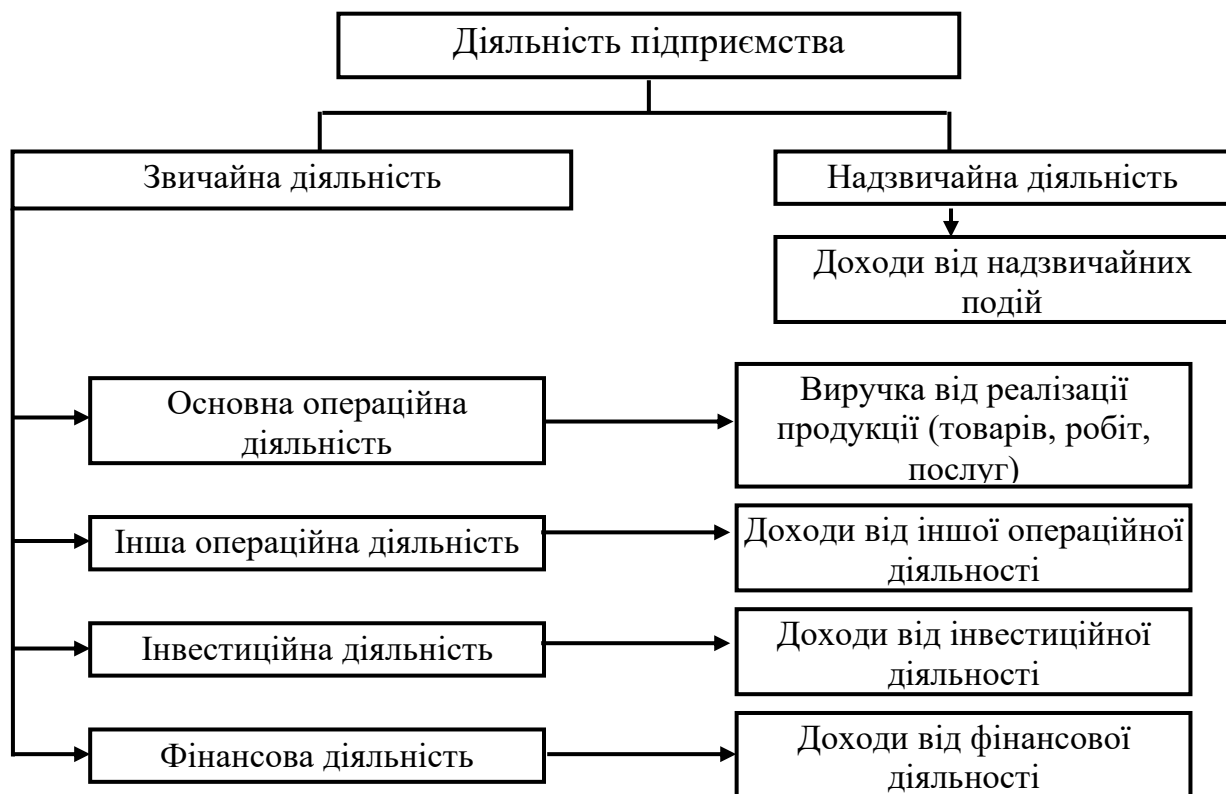 Діяльність підприємства
Звичайна діяльність
Надзвичайна діяльність
Доходи від надзвичайних
подій
Основна операційна
діяльність
Виручка від реалізації
продукції (товарів, робіт,
послуг)
Інша операційна діяльність
Доходи від іншої операційної
діяльності
Інвестиційна діяльність
Доходи від інвестиційної
діяльності
Фінансова діяльність
Доходи від фінансової
діяльності